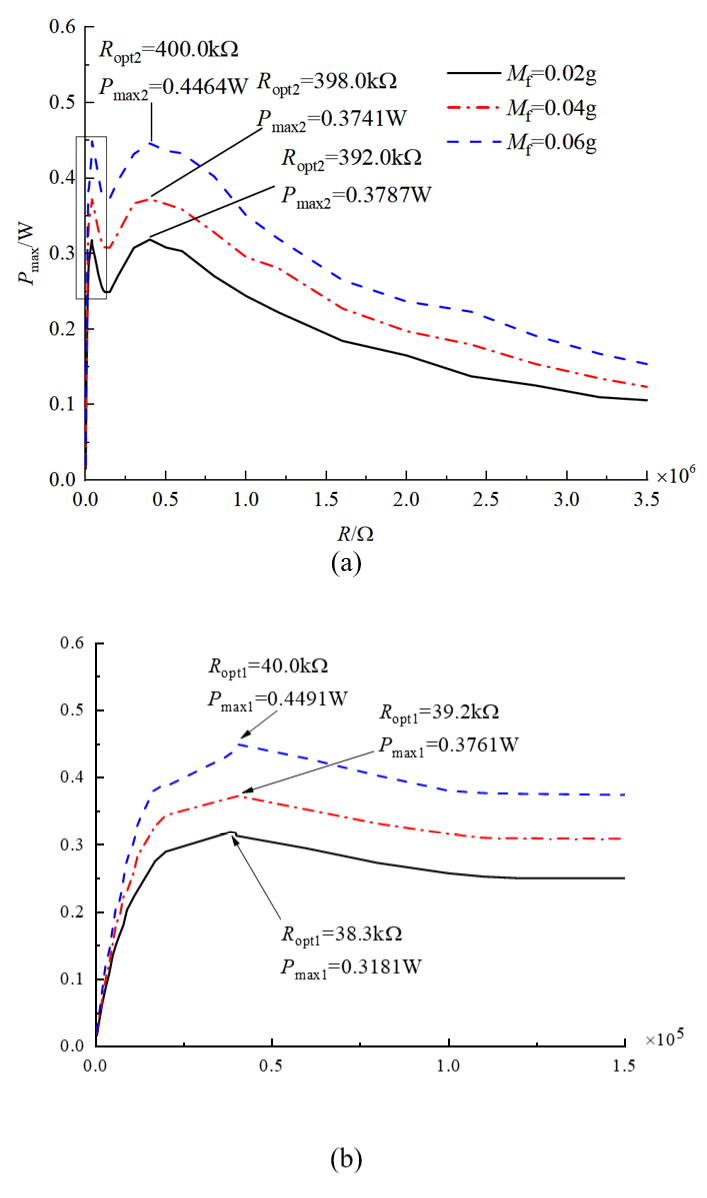 0.6
0.5
0.4
0.3
0.2
0.1
0.0
Pmax/W
Ropt2=400.0kΩ
Pmax2=0.4464W
Ropt2=398.0kΩ
Pmax2=0.3741W
Ropt2=392.0kΩ
Pmax2=0.3787W
Mf=0.02g
Mf=0.04g
Mf=0.06g
0.0 0.5 1.0 1.5 2.0 2.5 3.0 3.5
×10⁶
R/Ω
(a)
0.6
0.5
0.4
0.3
0.2
0.1
0.0
Ropt1=40.0kΩ
Pmax1=0.4491W
Ropt1=39.2kΩ
Pmax1=0.3761W
Ropt1=38.3kΩ
Pmax1=0.3181W
0.0 0.5 1.0 1.5
×10⁵
(b)